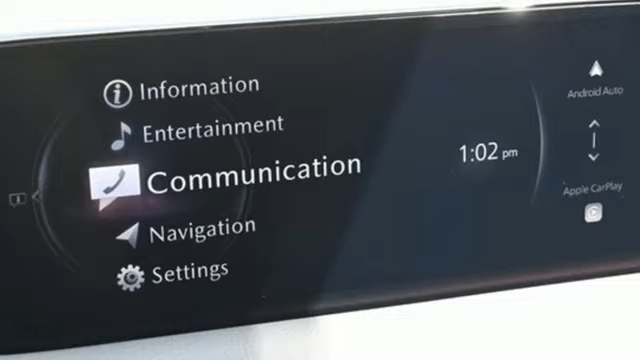 Information
Entertainment
Communication
Navigation
Settings
1:02 pm
Android Auto
Apple CarPlay